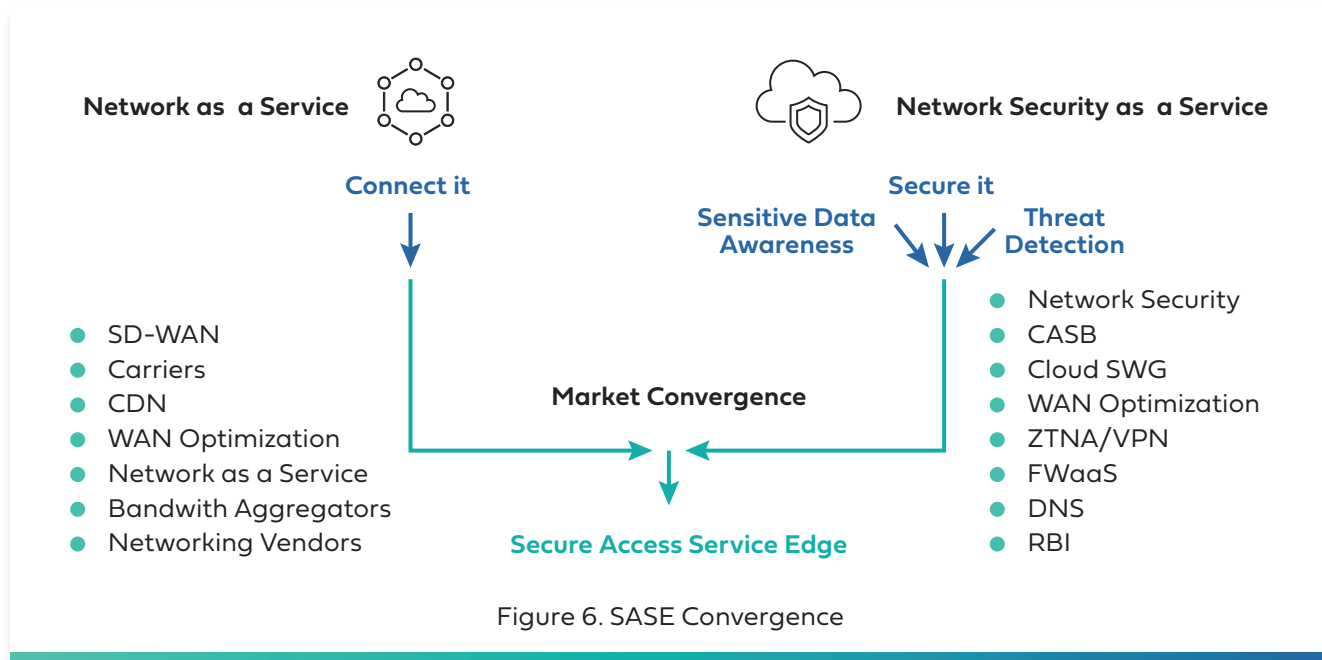 Network as a Service
Network Security as a Service
Connect it
Secure it
Sensitive Data
Awareness
Threat
Detection
SD-WAN
Carriers
CDN
WAN Optimization
Network as a Service
Bandwith Aggregators
Networking Vendors
Market Convergence
Secure Access Service Edge
Network Security
CASB
Cloud SWG
WAN Optimization
ZTNA/VPN
FWaaS
DNS
RBI
Figure 6. SASE Convergence